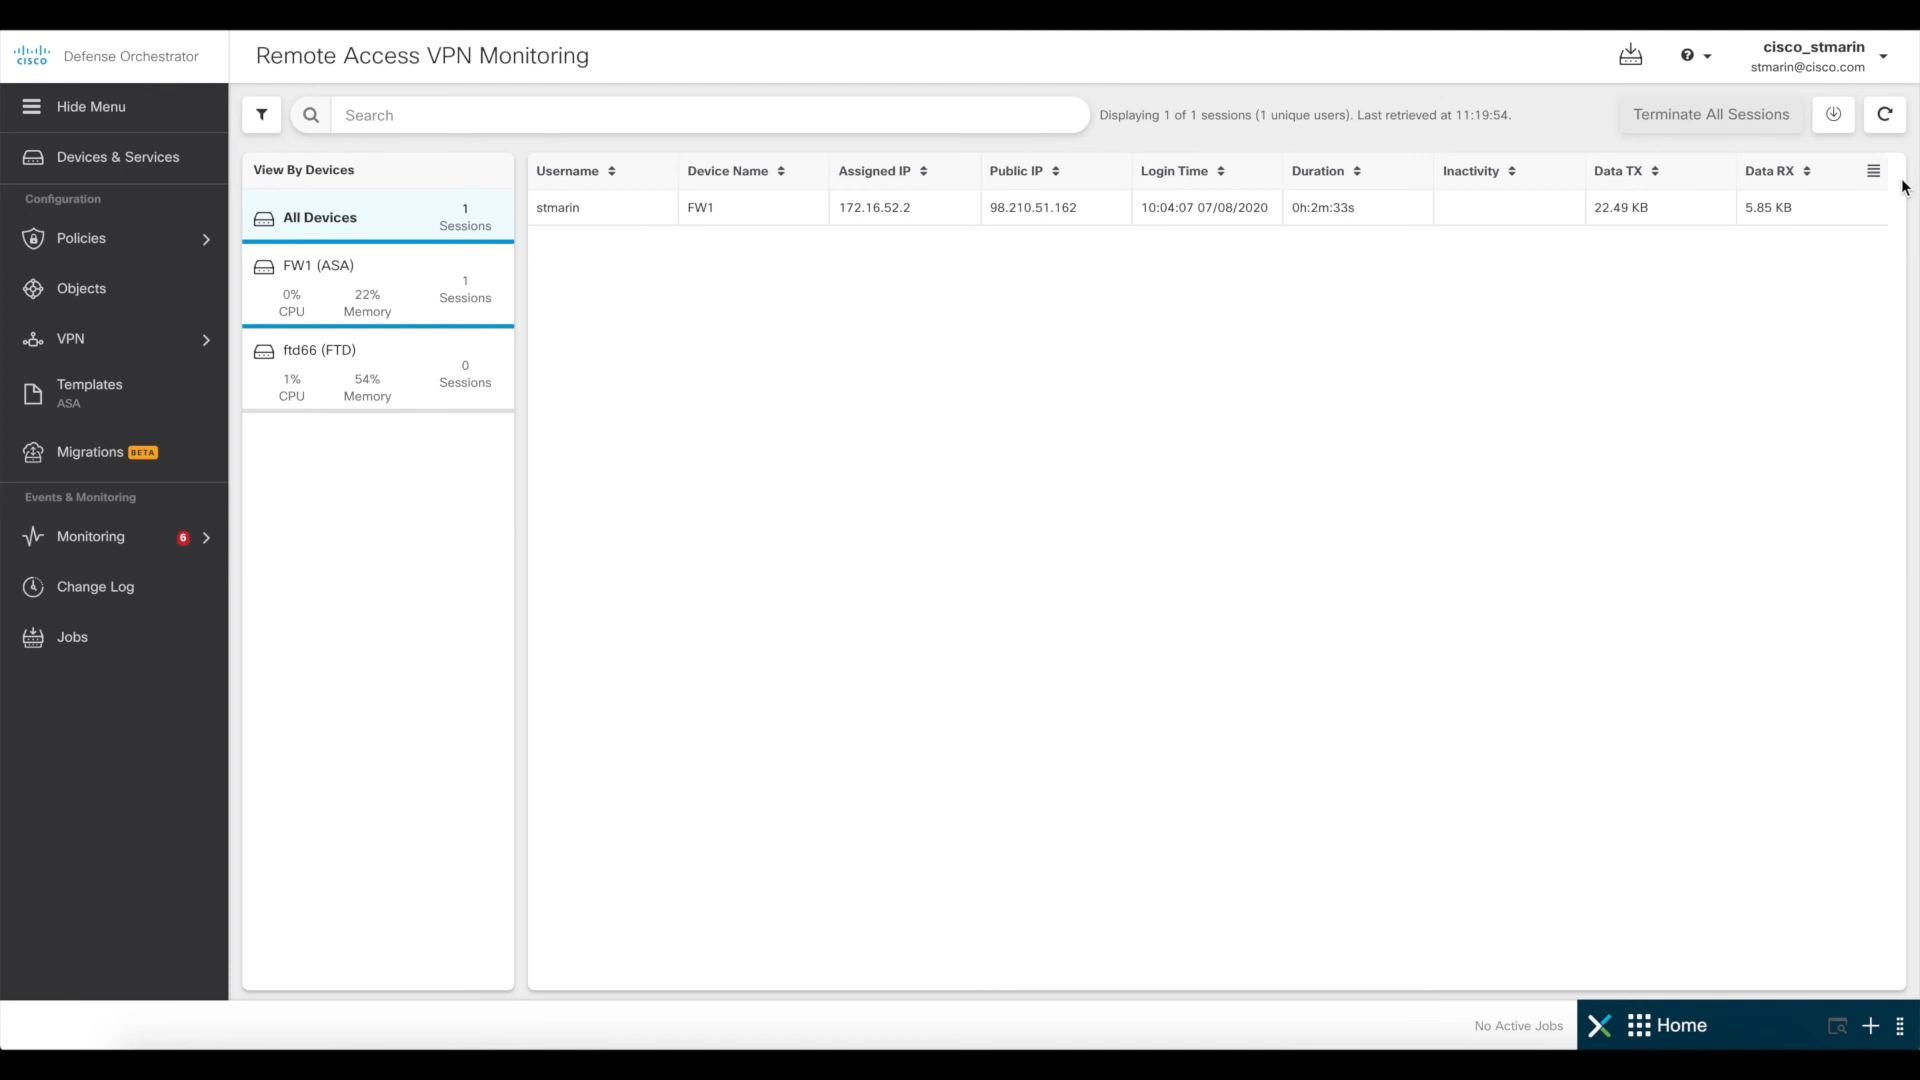 cisco Defense Orchestrator
Remote Access VPN Monitoring
cisco_stmarin
stmarin@cisco.com
Hide Menu
Devices & Services
Configuration
Policies
Objects
VPN
Templates
ASA
Migrations BETA
Events & Monitoring
Monitoring 6
Change Log
Jobs
Search
Displaying 1 of 1 sessions (1 unique users). Last retrieved at 11:19:54.
Terminate All Sessions
View By Devices
All Devices
1
Sessions
FW1 (ASA)
0%
CPU
22%
Memory
1
Sessions
ftd66 (FTD)
1%
CPU
54%
Memory
0
Sessions
Username Device Name Assigned IP Public IP Login Time Duration Inactivity Data TX Data RX
stmarin FW1 172.16.52.2 98.210.51.162 10:04:07 07/08/2020 0h:2m:33s 22.49 KB 5.85 KB
No Active Jobs
Home